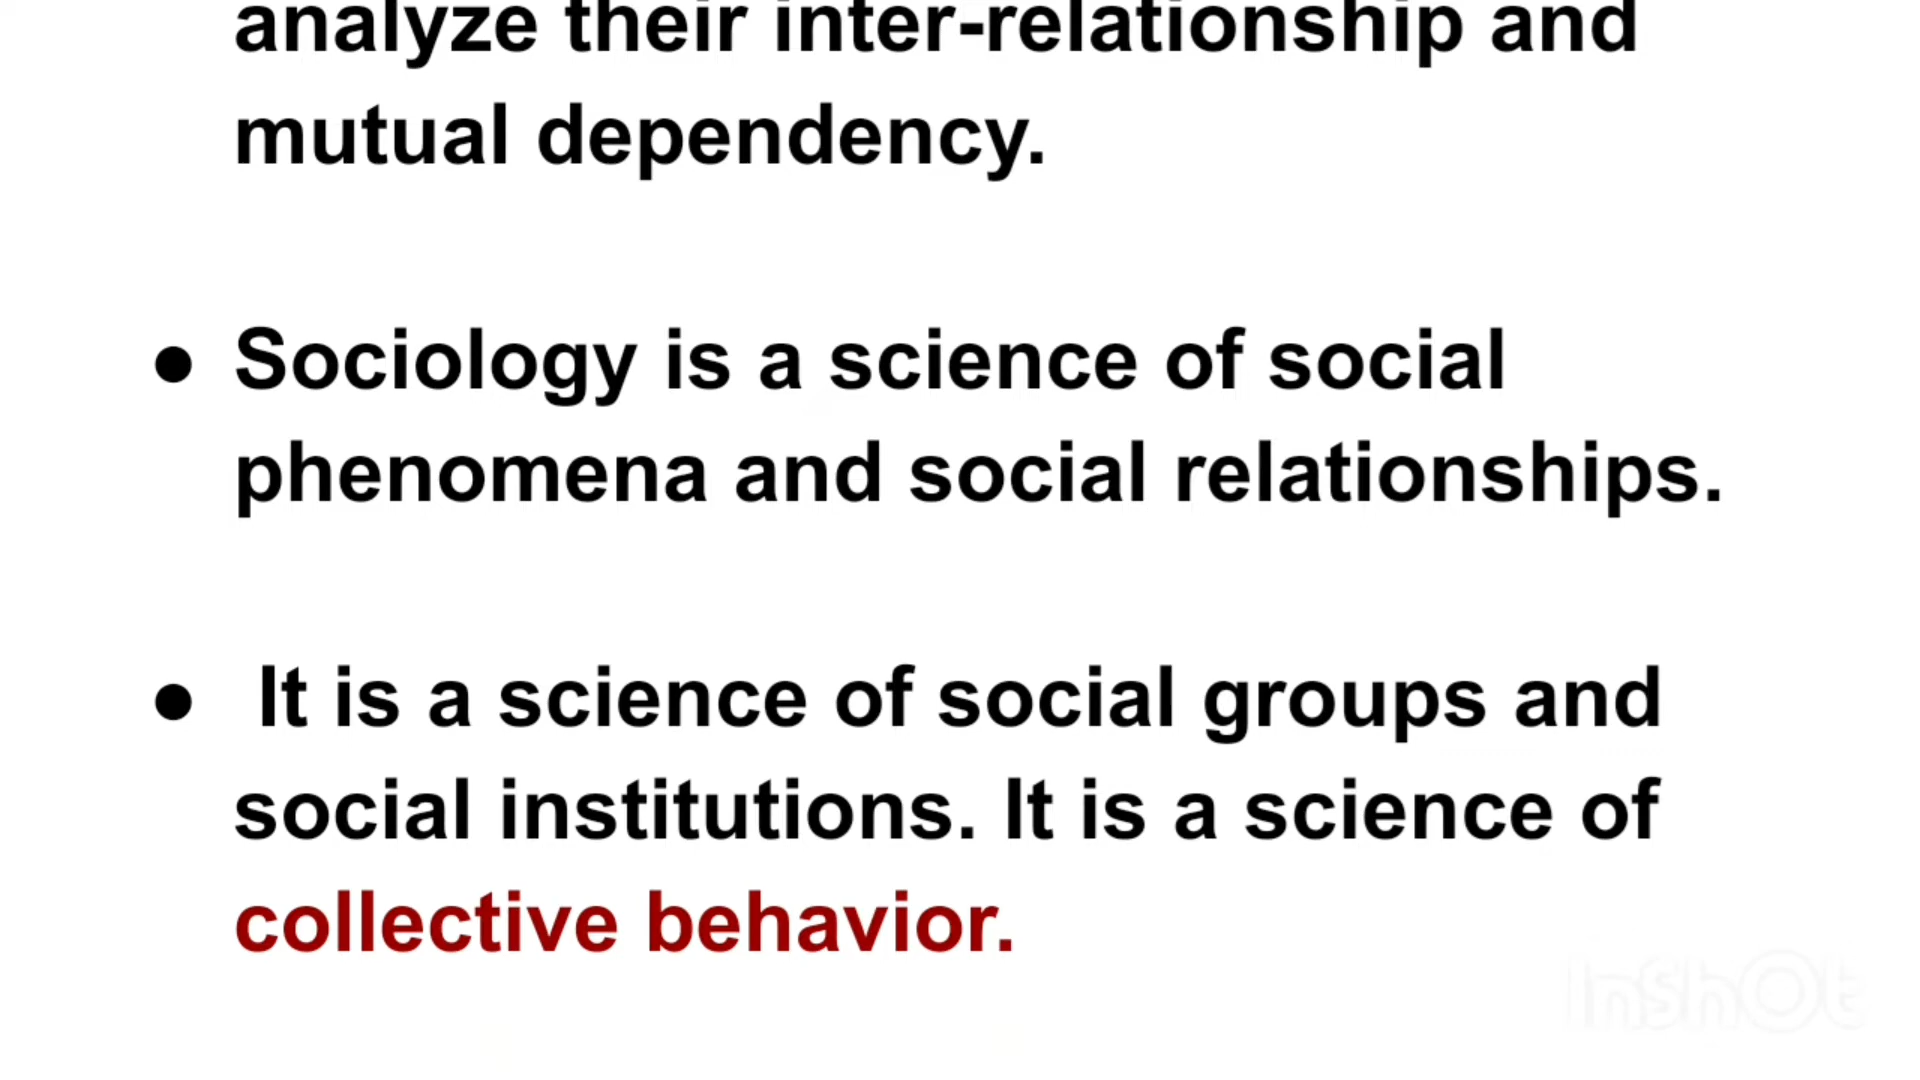 analyze their inter-relationship and
mutual dependency.
● Sociology is a science of social
phenomena and social relationships.
● It is a science of social groups and
social institutions. It is a science of
collective behavior.
InShOt